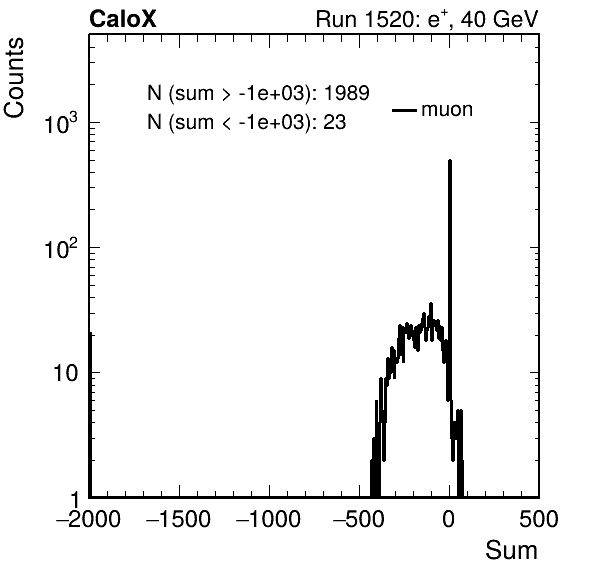 CaloX Run 1520: e+, 40 GeV
Counts
N (sum > -1e+03): 1989
N (sum < -1e+03): 23
muon
10³
10²
10
1
−2000 −1500 −1000 −500 0 500
Sum